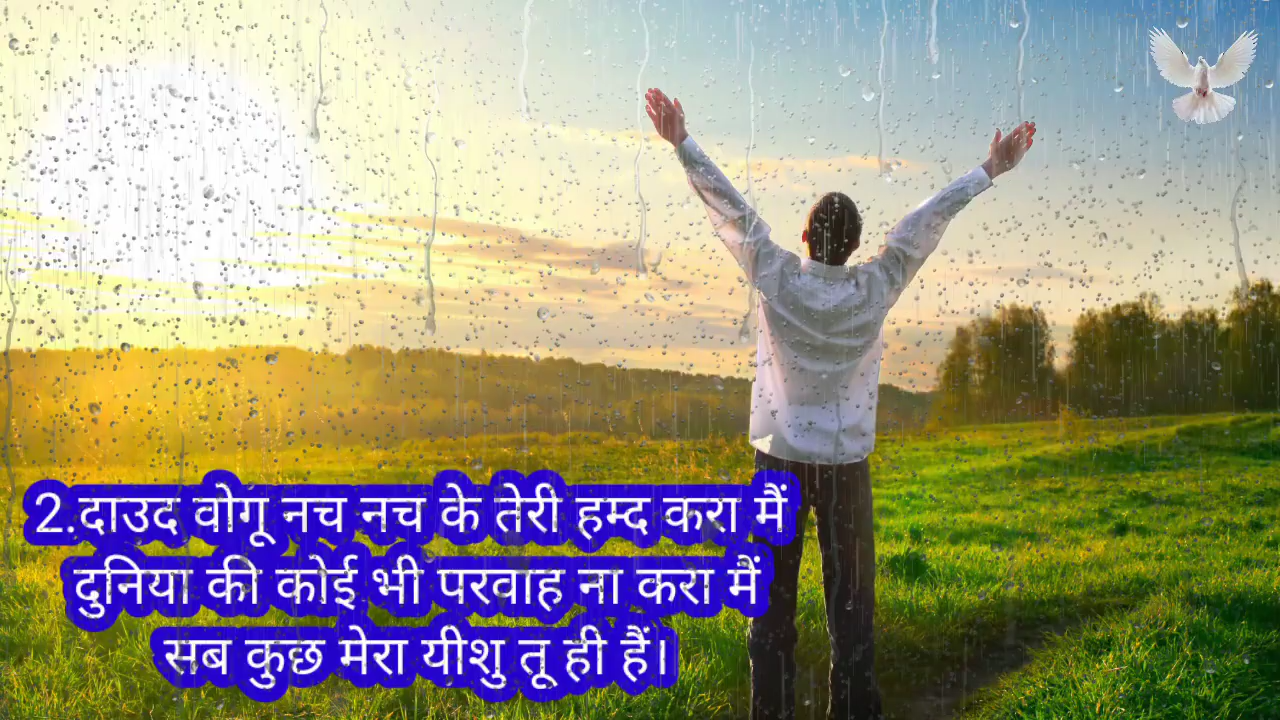 2.दाउद वोगू नच नच के तेरी हम्द करा मैं
दुनिया की कोई भी परवाह ना करा मैं
सब कुछ मेरा यीशु तू ही हैं।